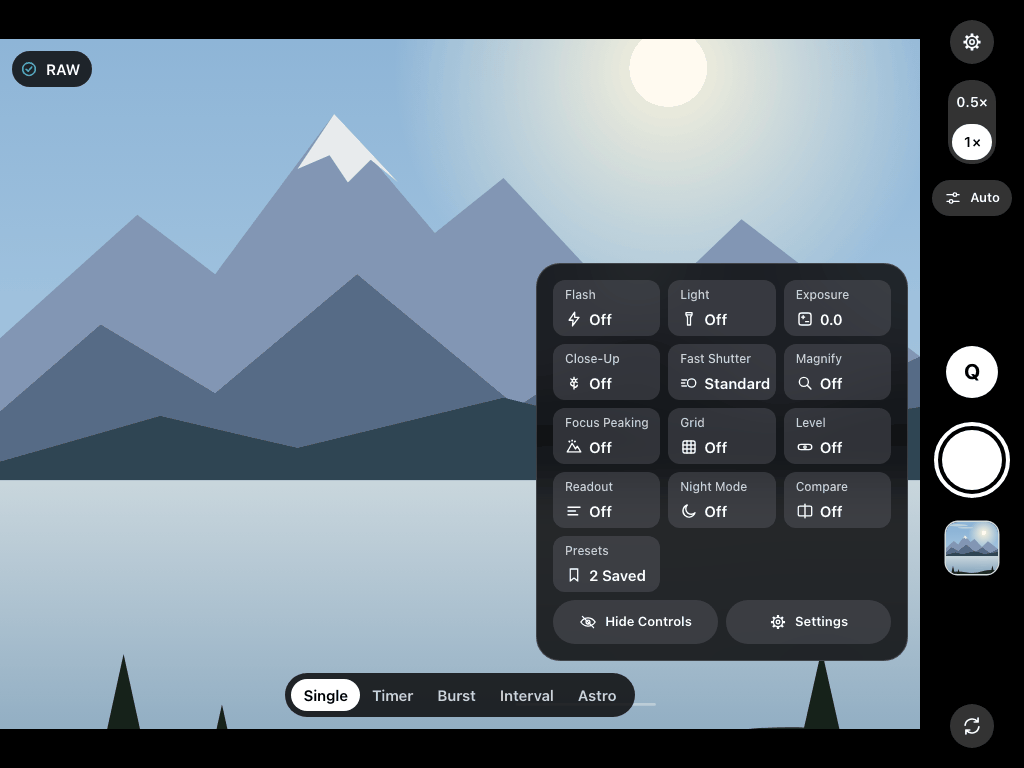 RAW
0.5×
1×
Auto
Flash
Off
Light
Off
Exposure
0.0
Close-Up
Off
Fast Shutter
Standard
Magnify
Off
Focus Peaking
Off
Grid
Off
Level
Off
Readout
Off
Night Mode
Off
Compare
Off
Presets
2 Saved
Hide Controls
Settings
Q
Single
Timer
Burst
Interval
Astro